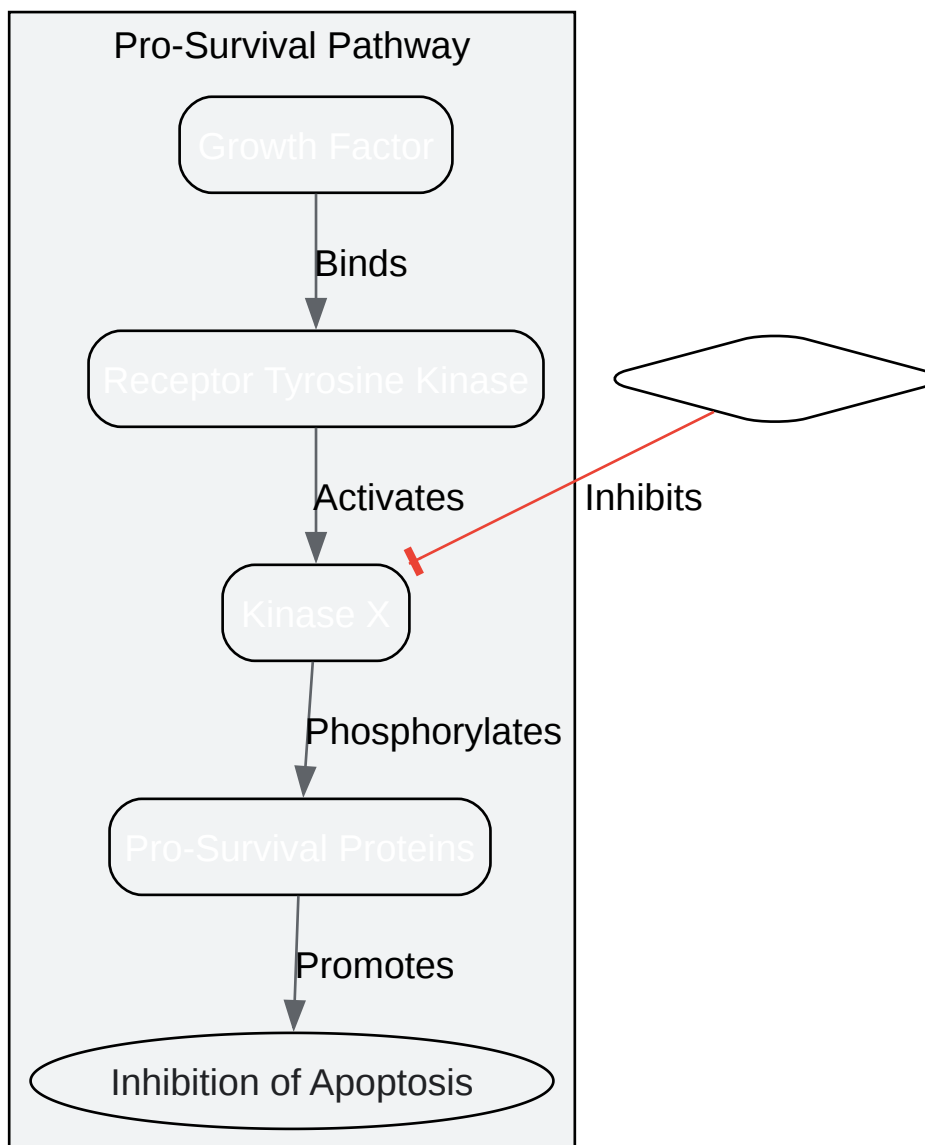 Pro-Survival Pathway
Growth Factor
Binds
Receptor Tyrosine Kinase
Activates
Inhibits
Kinase X
Phosphorylates
Pro-Survival Proteins
Promotes
Inhibition of Apoptosis